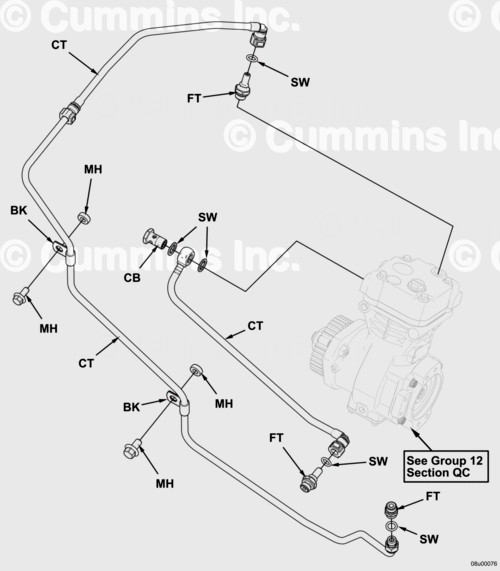 © Cummins Inc.
CT
SW
FT
© Cummins Inc.
MH
BK
SW
CB
© Cummins Inc.
MH
CT
CT
MH
BK
FT
SW
See Group 12
Section QC
MH
FT
SW
08u00076